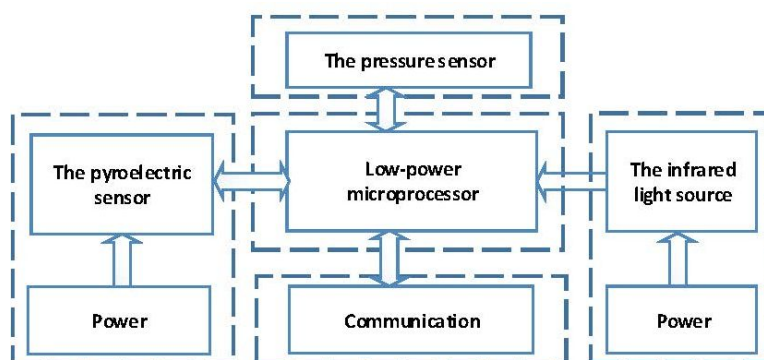 The pressure sensor
The pyroelectric
sensor
Low-power
microprocessor
The infrared
light source
Power
Communication
Power